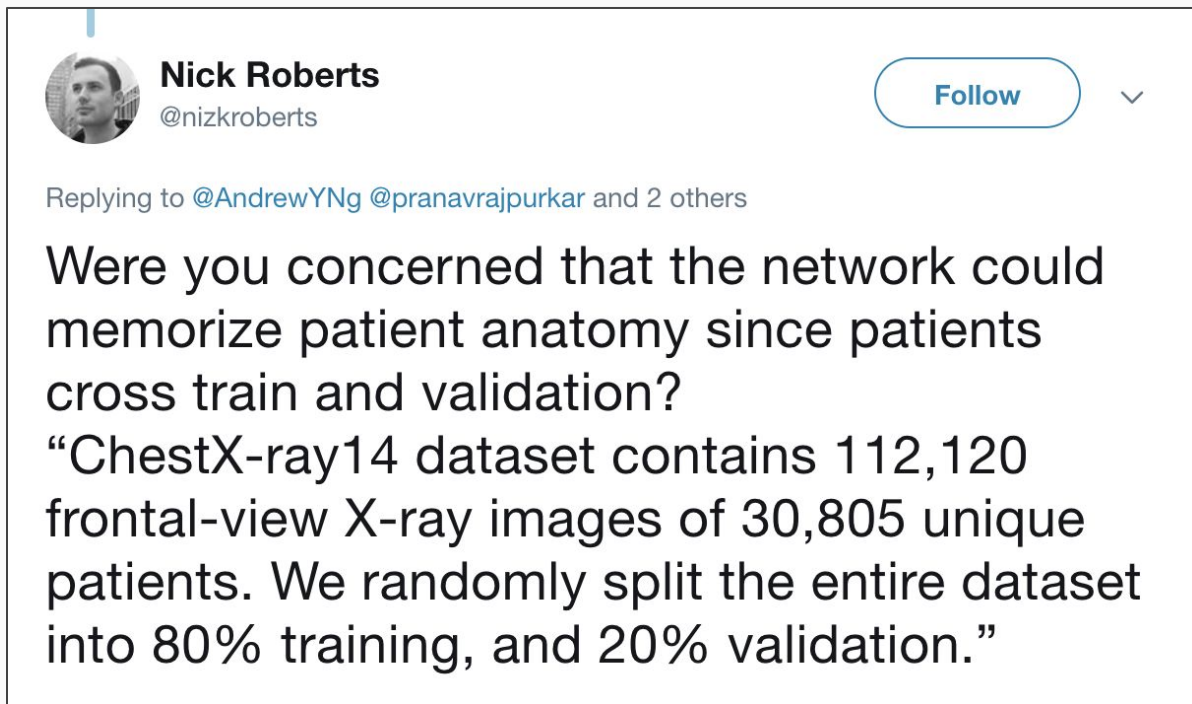 Nick Roberts
@nizkroberts
Follow
Replying to @AndrewYNg @pranavrajpurkar and 2 others
Were you concerned that the network could
memorize patient anatomy since patients
cross train and validation?
“ChestX-ray14 dataset contains 112,120
frontal-view X-ray images of 30,805 unique
patients. We randomly split the entire dataset
into 80% training, and 20% validation.”